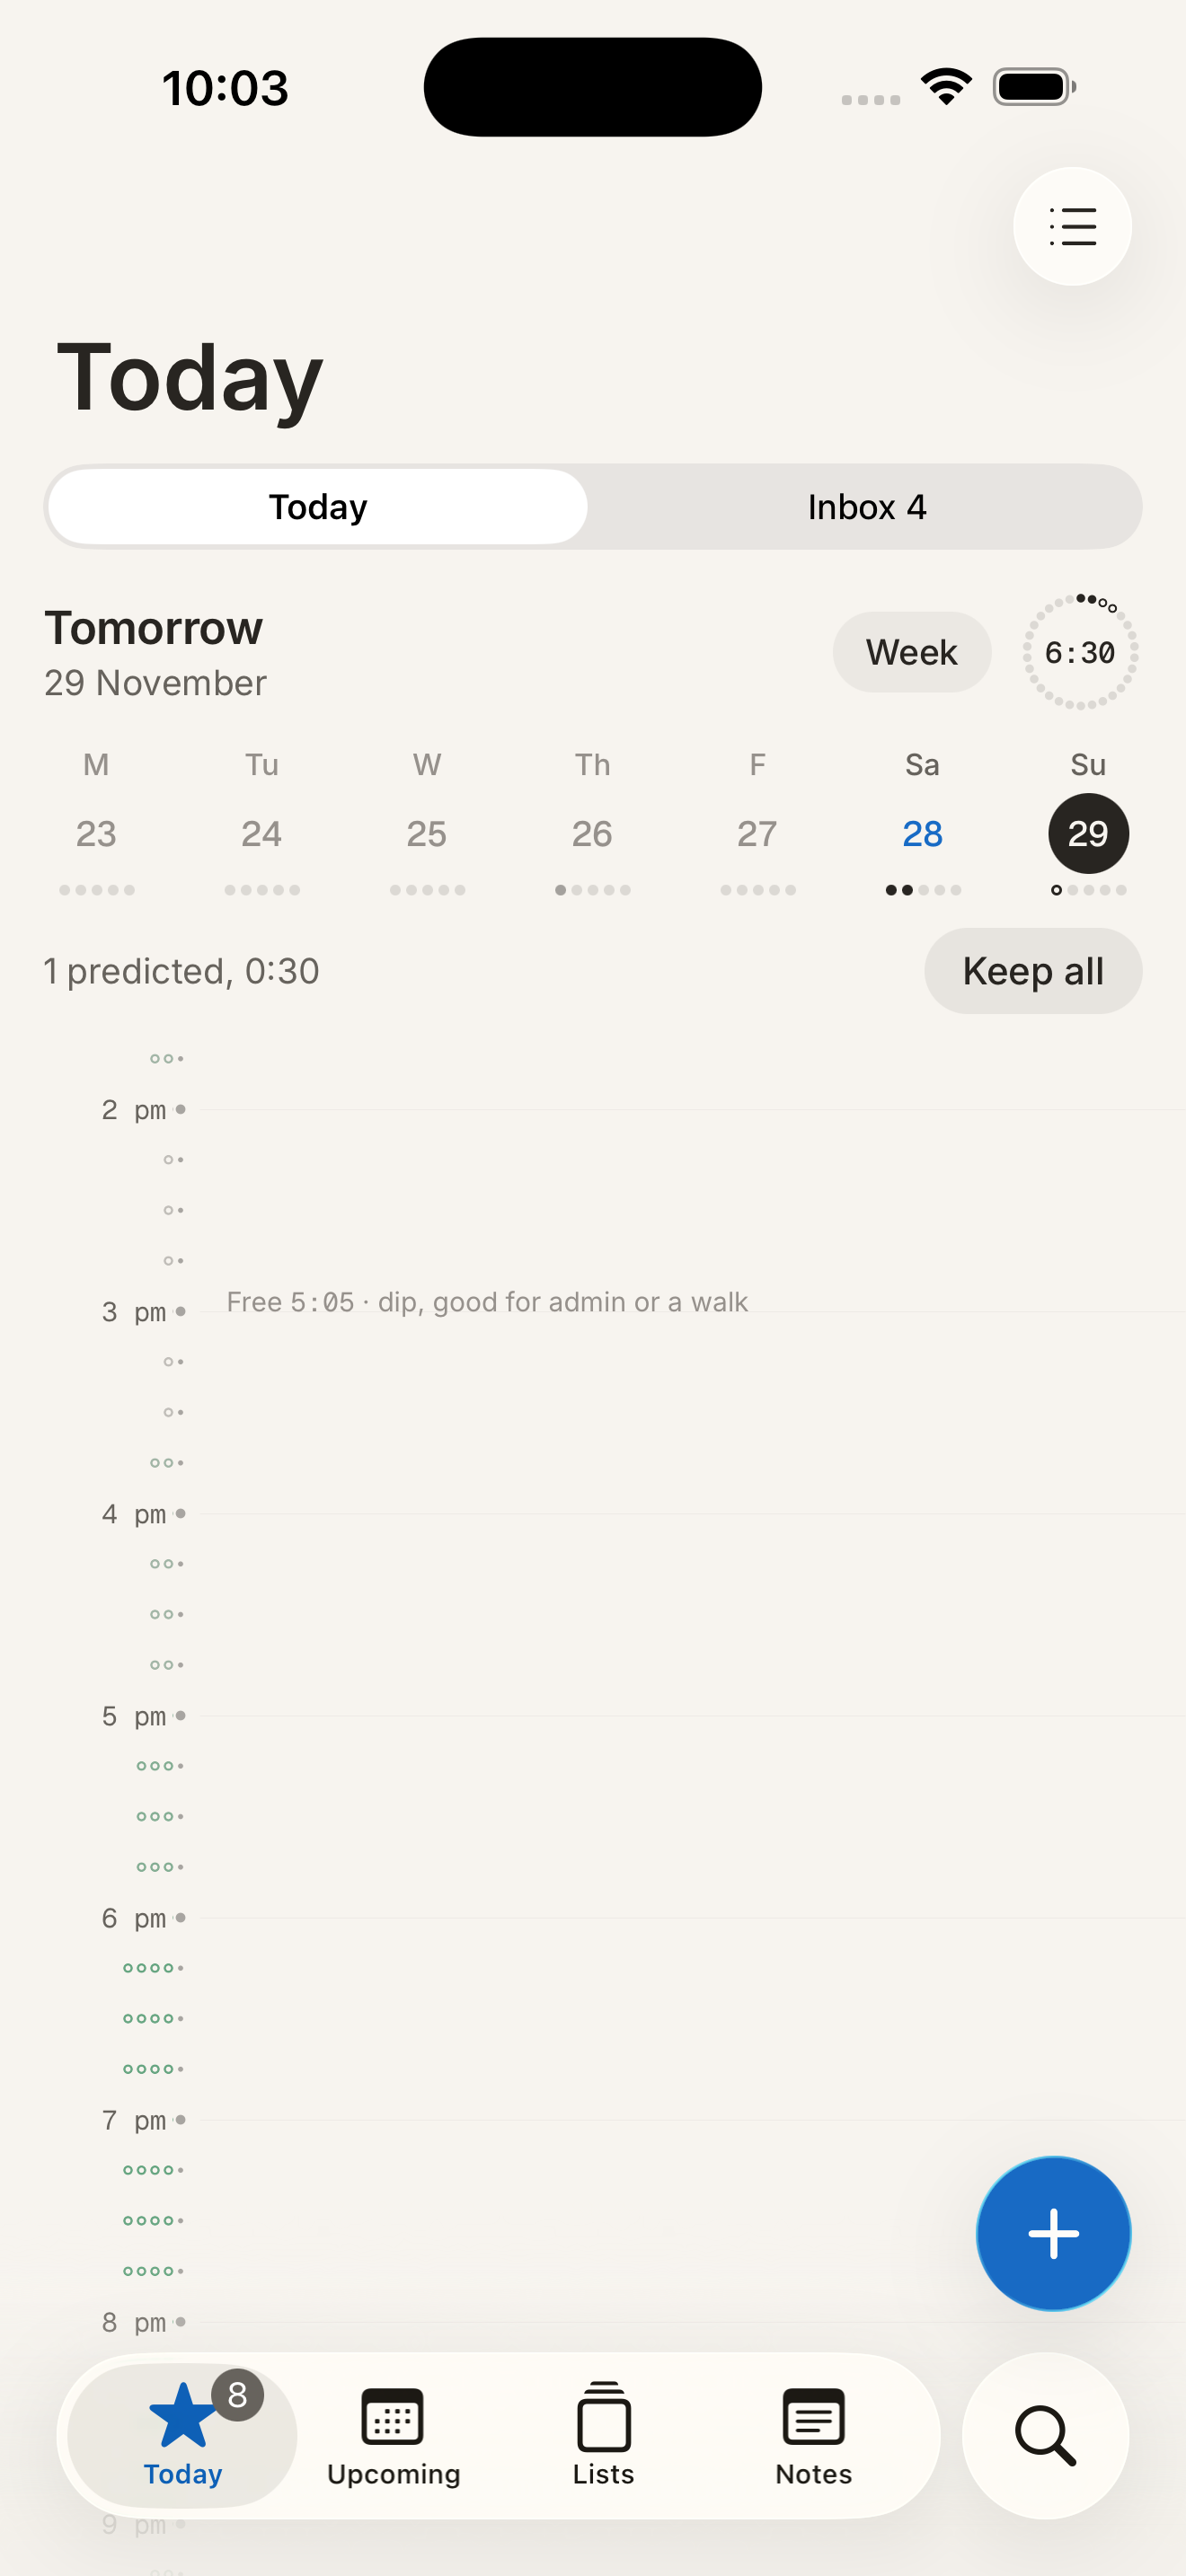 10:03
Today
Today
Inbox 4
Tomorrow
29 November
Week
6:30
M Tu W Th F Sa Su
23 24 25 26 27 28 29
1 predicted, 0:30
Keep all
2 pm
Free 5:05 · dip, good for admin or a walk
3 pm
4 pm
5 pm
6 pm
7 pm
8 pm
8
Today Upcoming Lists Notes
9 pm